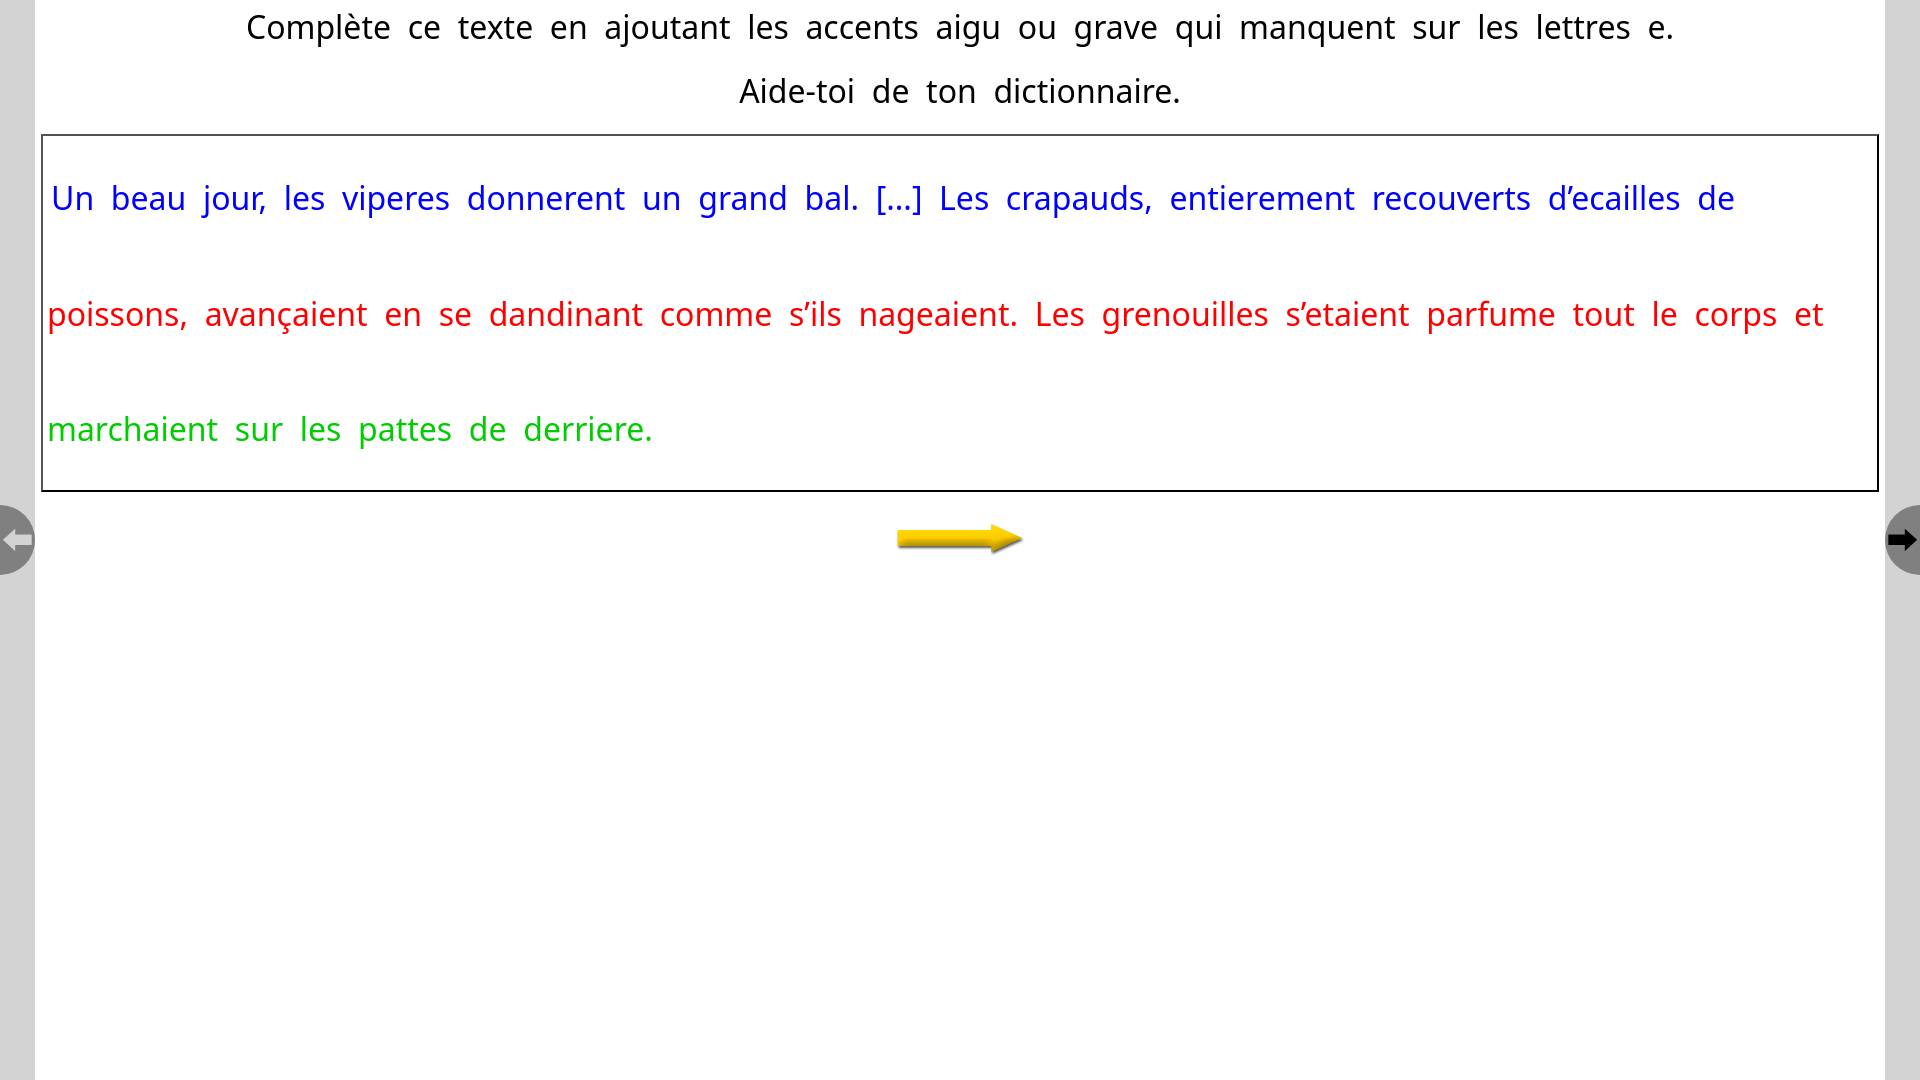 Complète ce texte en ajoutant les accents aigu ou grave qui manquent sur les lettres e.
Aide-toi de ton dictionnaire.
Un beau jour, les viperes donnerent un grand bal. [...] Les crapauds, entierement recouverts d’ecailles de
poissons, avançaient en se dandinant comme s’ils nageaient. Les grenouilles s’etaient parfume tout le corps et
marchaient sur les pattes de derriere.